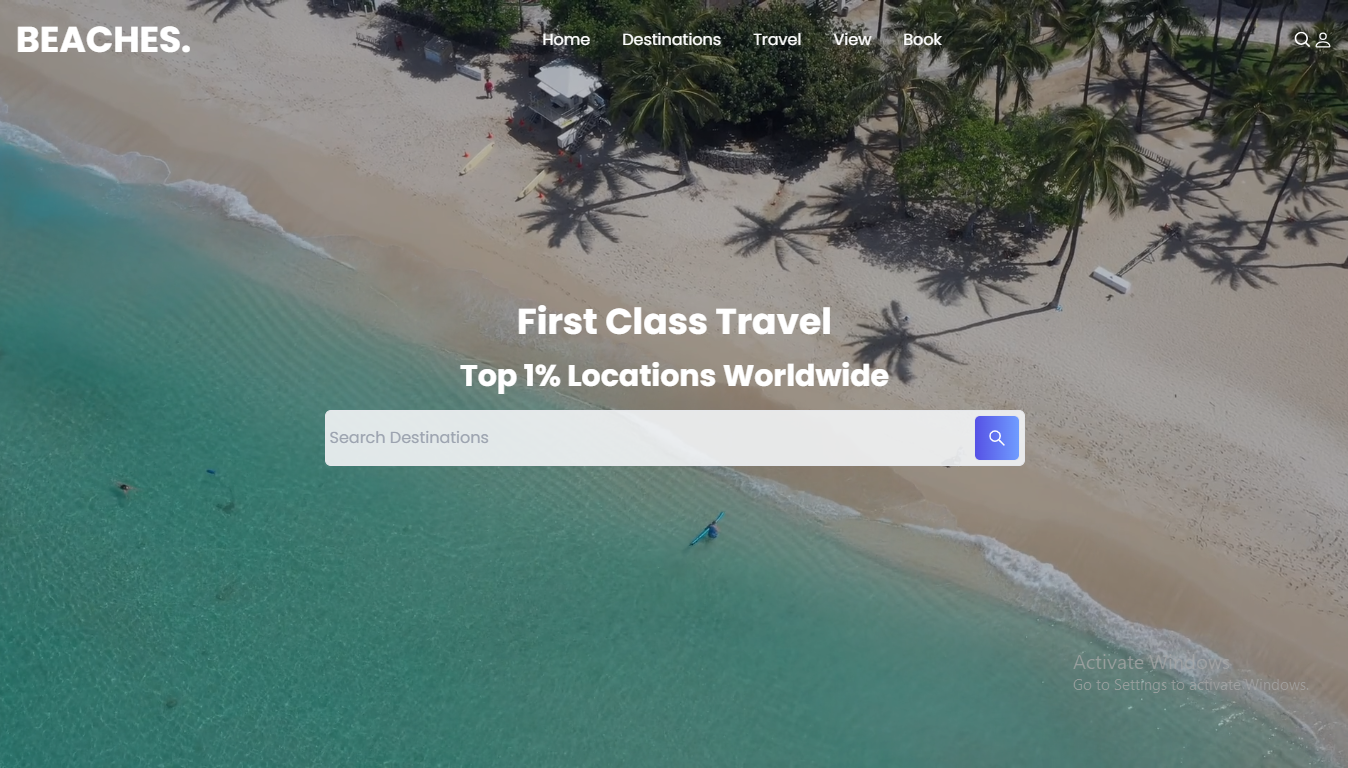 BEACHES.
Home Destinations Travel View Book
First Class Travel
Top 1% Locations Worldwide
Search Destinations
Activate Windows
Go to Settings to activate Windows.